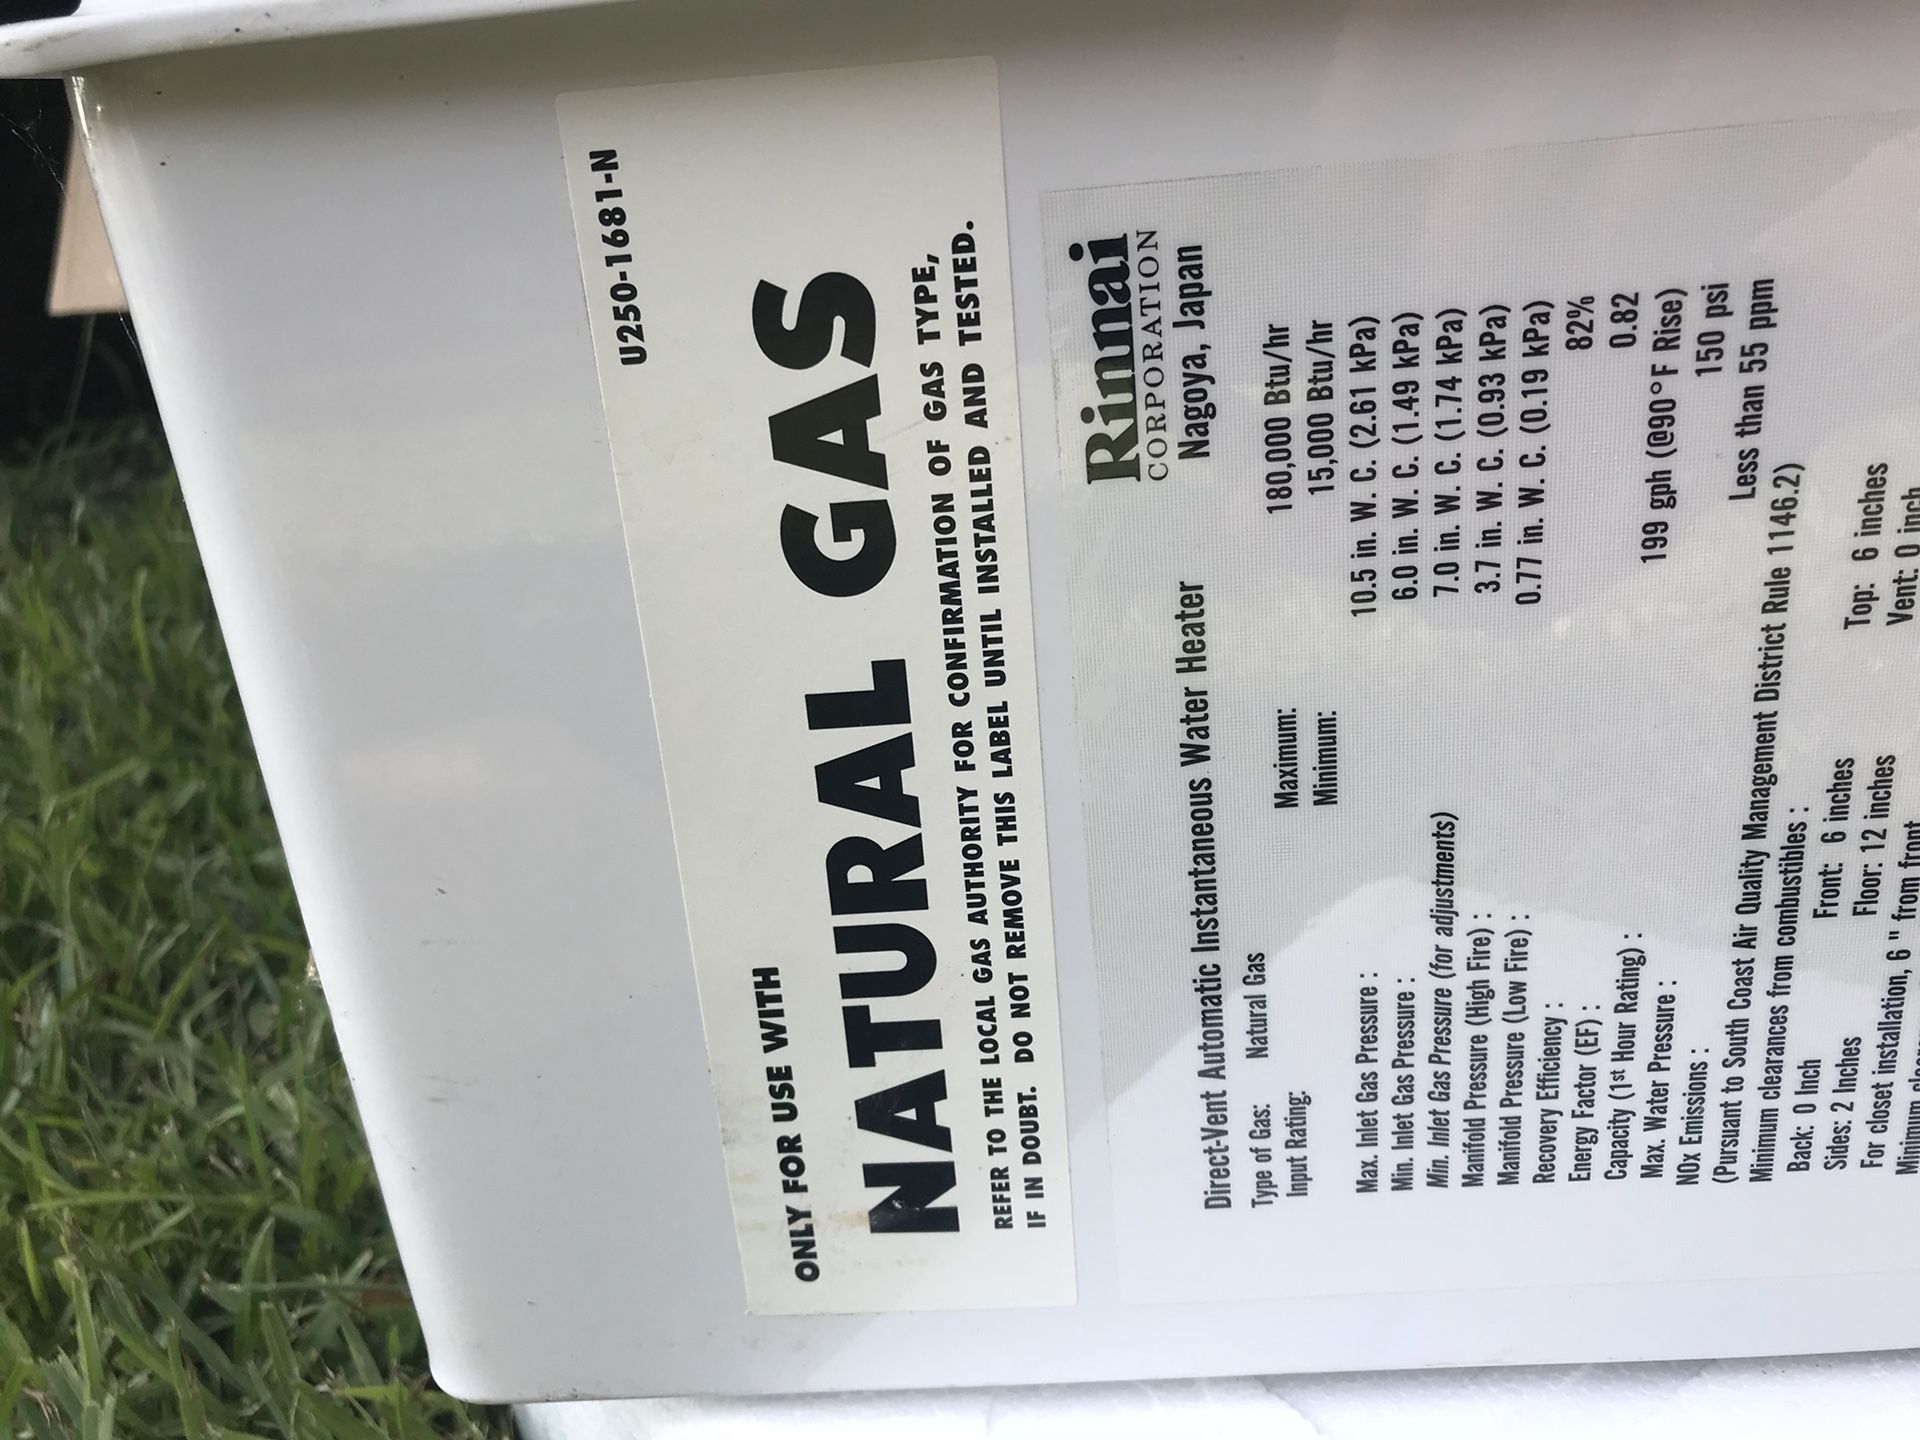 U250-1681-N
ONLY FOR USE WITH
NATURAL GAS
REFER TO THE LOCAL GAS AUTHORITY FOR CONFIRMATION OF GAS TYPE,
IF IN DOUBT. DO NOT REMOVE THIS LABEL UNTIL INSTALLED AND TESTED.
Rinnai
CORPORATION
Nagoya, Japan
Direct-Vent Automatic Instantaneous Water Heater
Type of Gas: Natural Gas
Input Rating: Maximum: 180,000 Btu/hr
Minimum: 15,000 Btu/hr
Max. Inlet Gas Pressure : 10.5 in. W. C. (2.61 kPa)
Min. Inlet Gas Pressure : 6.0 in. W. C. (1.49 kPa)
Min. Inlet Gas Pressure (for adjustments) 7.0 in. W. C. (1.74 kPa)
Manifold Pressure (High Fire) : 3.7 in. W. C. (0.93 kPa)
Manifold Pressure (Low Fire) : 0.77 in. W. C. (0.19 kPa)
Recovery Efficiency : 82%
Energy Factor (EF) : 0.82
Capacity (1st Hour Rating) : 199 gph (@90°F Rise)
Max. Water Pressure : 150 psi
NOx Emissions : Less than 55 ppm
(Pursuant to South Coast Air Quality Management District Rule 1146.2)
Minimum clearances from combustibles :
Back: 0 Inch Front: 6 inches Top: 6 inches
Sides: 2 Inches Floor: 12 inches Vent: 0 inch
For closet installation, 6 " from front
Minimum